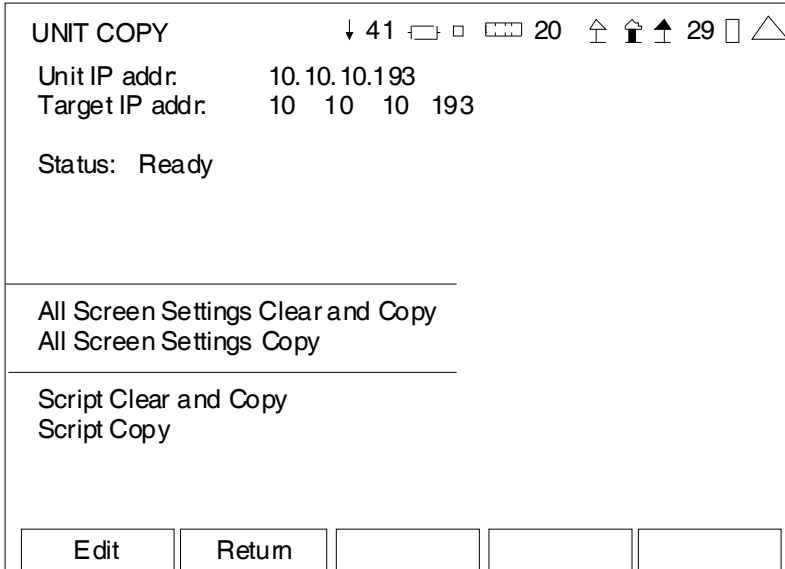 UNIT COPY ↓ 41 20 29
Unit IP addr: 10.10.10.193
Target IP addr: 10 10 10 193
Status: Ready
All Screen Settings Clear and Copy
All Screen Settings Copy
Script Clear and Copy
Script Copy
Edit Return